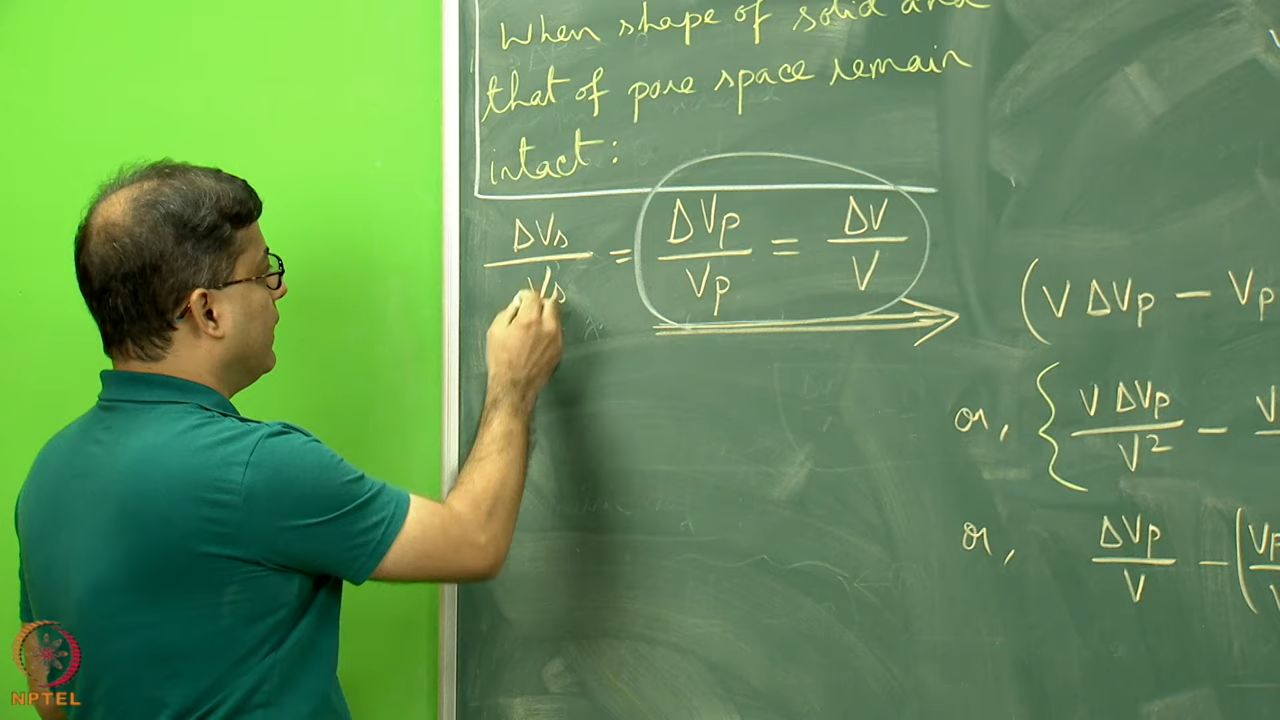 When shape of solid and
that of pore space remain
intact :
ΔVs/Vs = ΔVp/Vp = ΔV/V
(V ΔVp − Vp
or, { V ΔVp/V² − V
or, ΔVp/V − (Vp
NPTEL